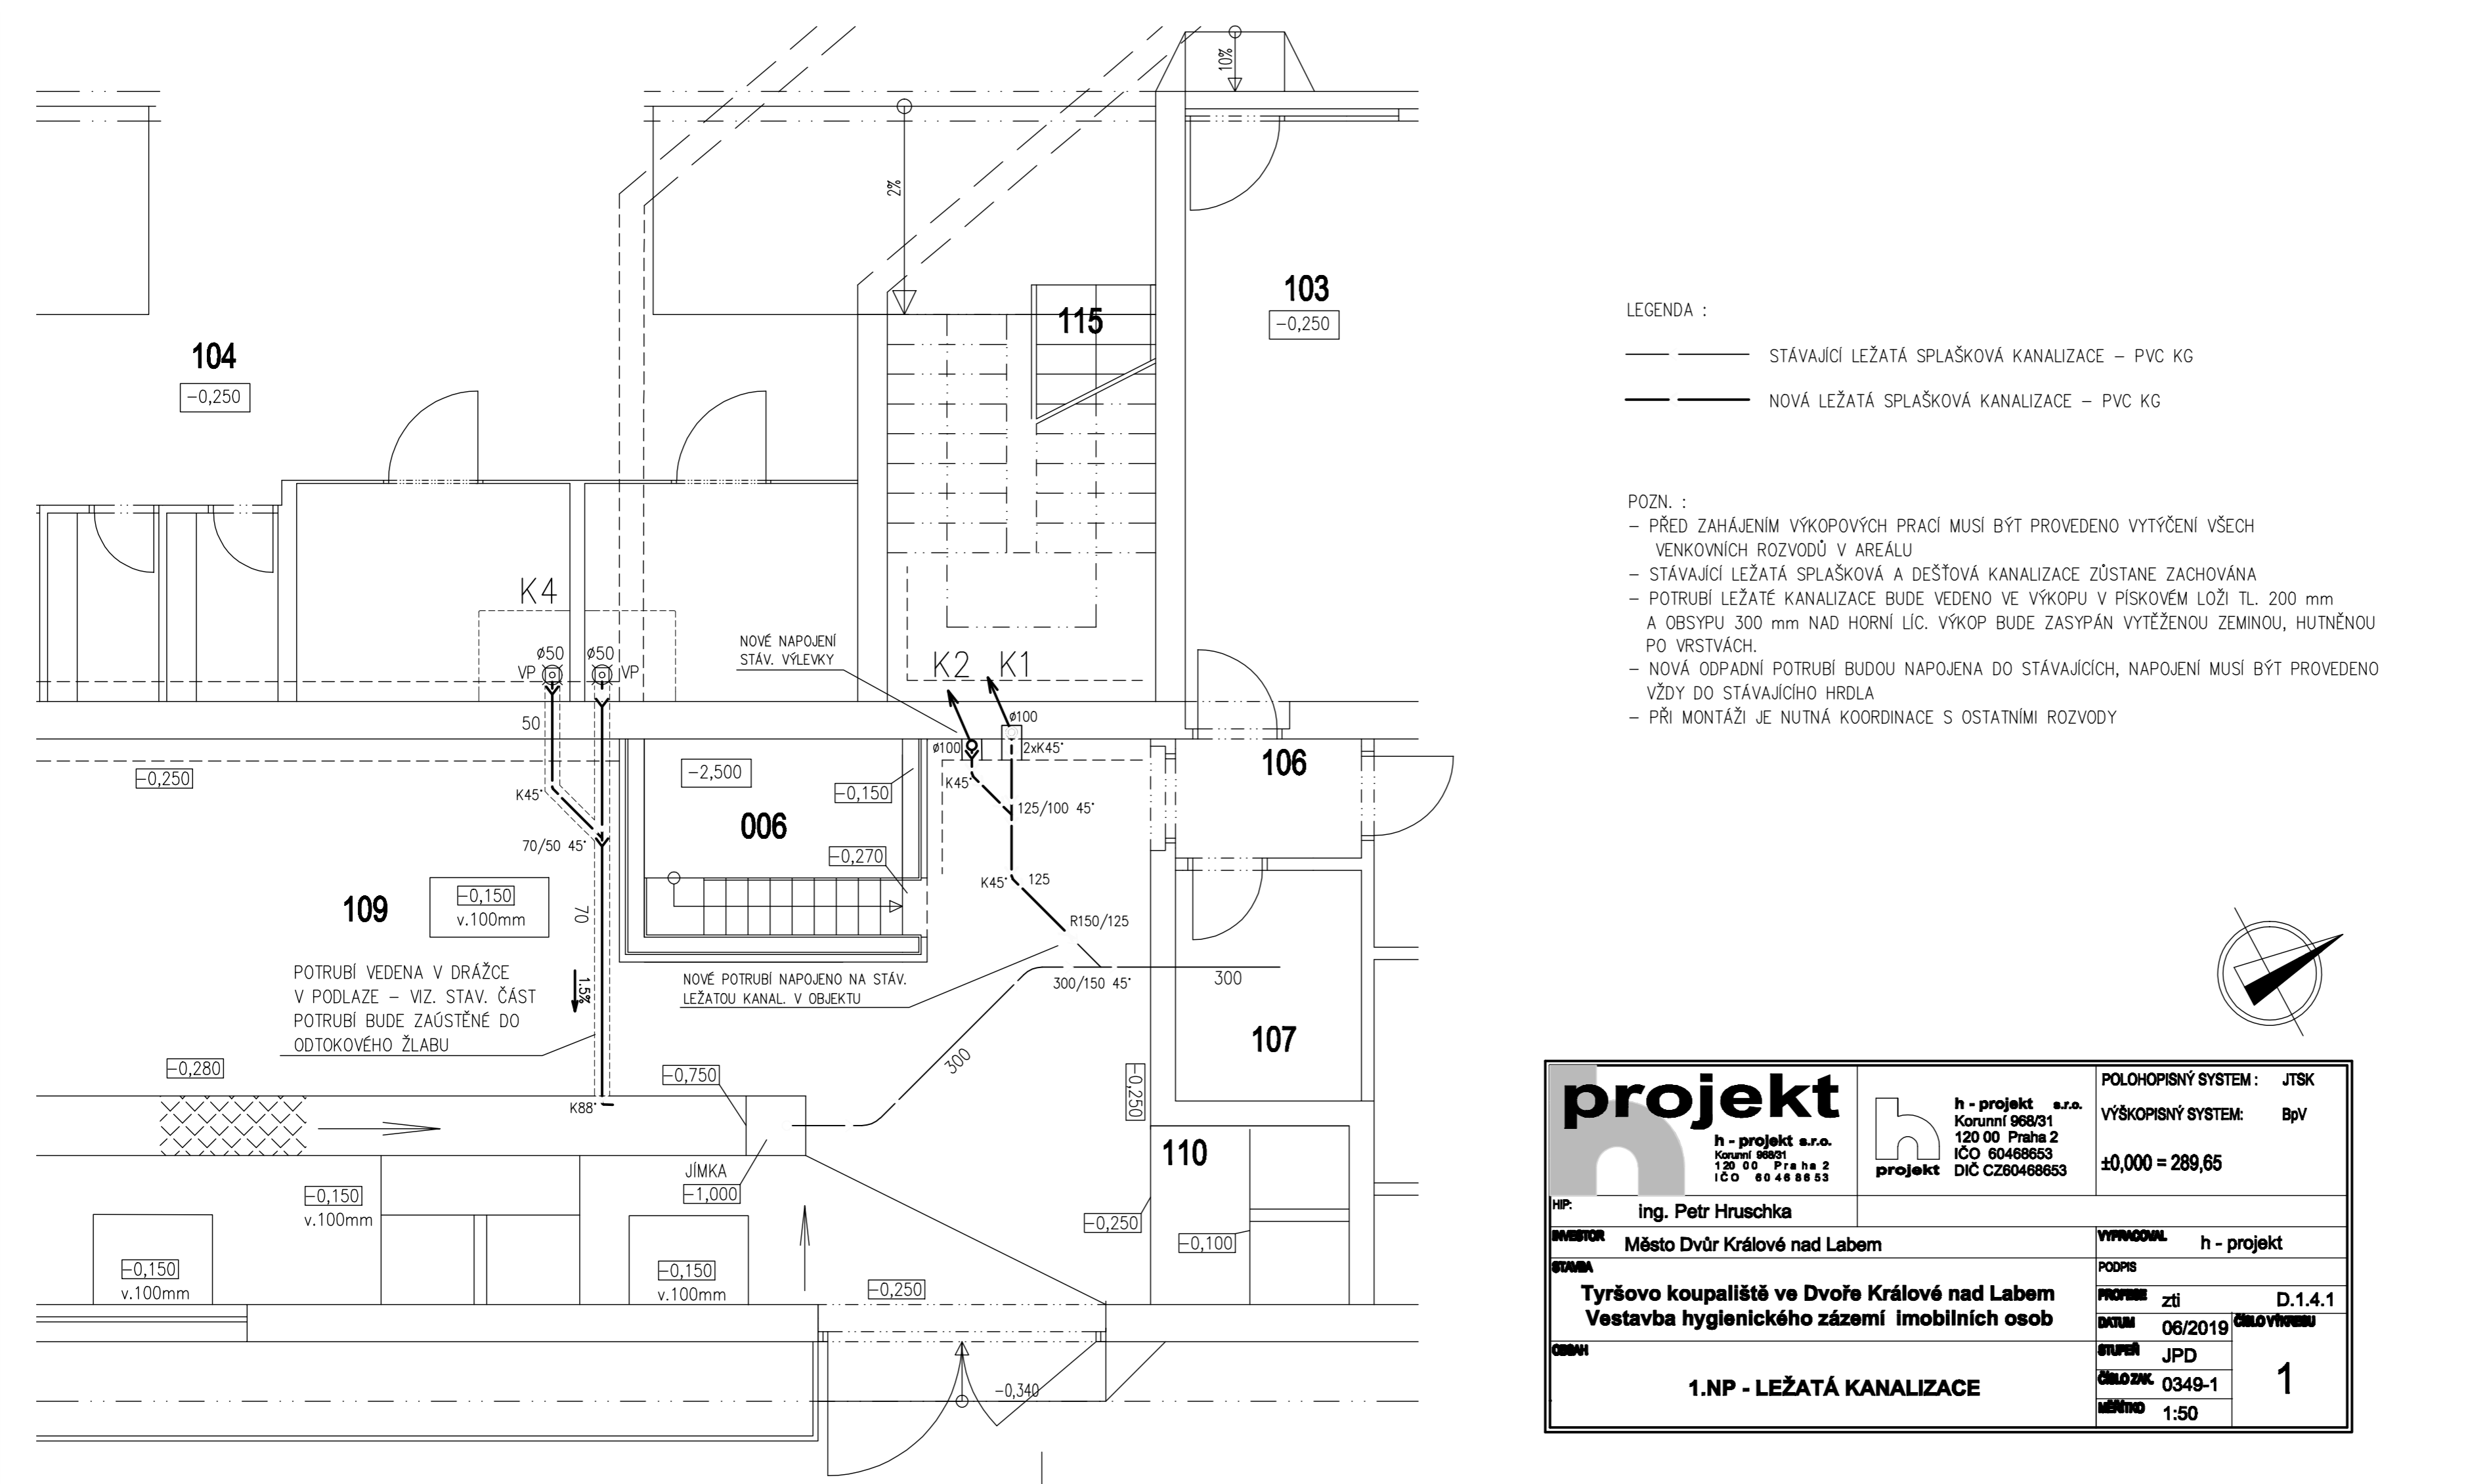 10%
2%
103
-0,250
115
104
-0,250
K4
ø50
ø50
VP
VP
50
NOVÉ NAPOJENÍ
STÁV. VÝLEVKY
K2
K1
ø100
ø100
2xK45°
-0,250
-2,500
-0,150
K45°
K45°
125/100 45°
106
006
70/50 45°
-0,270
K45°
125
109
-0,150
v.100mm
70
R150/125
POTRUBÍ VEDENA V DRÁŽCE
V PODLAZE – VIZ. STAV. ČÁST
POTRUBÍ BUDE ZAÚSTĚNÉ DO
ODTOKOVÉHO ŽLABU
1.5%
NOVÉ POTRUBÍ NAPOJENO NA STÁV.
LEŽATOU KANAL. V OBJEKTU
300/150 45°
300
107
300
-0,280
-0,750
-0,250
K88°
110
JÍMKA
-1,000
-0,150
v.100mm
-0,250
-0,100
-0,150
v.100mm
-0,150
v.100mm
-0,250
-0,340
LEGENDA :
STÁVAJÍCÍ LEŽATÁ SPLAŠKOVÁ KANALIZACE – PVC KG
NOVÁ LEŽATÁ SPLAŠKOVÁ KANALIZACE – PVC KG
POZN. :
– PŘED ZAHÁJENÍM VÝKOPOVÝCH PRACÍ MUSÍ BÝT PROVEDENO VYTÝČENÍ VŠECH
VENKOVNÍCH ROZVODŮ V AREÁLU
– STÁVAJÍCÍ LEŽATÁ SPLAŠKOVÁ A DEŠŤOVÁ KANALIZACE ZŮSTANE ZACHOVÁNA
– POTRUBÍ LEŽATÉ KANALIZACE BUDE VEDENO VE VÝKOPU V PÍSKOVÉM LOŽI TL. 200 mm
A OBSYPU 300 mm NAD HORNÍ LÍC. VÝKOP BUDE ZASYPÁN VYTĚŽENOU ZEMINOU, HUTNĚNOU
PO VRSTVÁCH.
– NOVÁ ODPADNÍ POTRUBÍ BUDOU NAPOJENA DO STÁVAJÍCÍCH, NAPOJENÍ MUSÍ BÝT PROVEDENO
VŽDY DO STÁVAJÍCÍHO HRDLA
– PŘI MONTÁŽI JE NUTNÁ KOORDINACE S OSTATNÍMI ROZVODY
projekt
h - projekt s.r.o.
Korunní 968/31
120 00 Praha 2
IČO 60468653
projekt
h - projekt s.r.o.
Korunní 968/31
120 00 Praha 2
IČO 60468653
DIČ CZ60468653
POLOHOPISNÝ SYSTEM : JTSK
VÝŠKOPISNÝ SYSTEM: BpV
±0,000 = 289,65
HIP: ing. Petr Hruschka
INVESTOR Město Dvůr Králové nad Labem
VYPRACOVAL h - projekt
STAVBA
Tyršovo koupaliště ve Dvoře Králové nad Labem
Vestavba hygienického zázemí imobilních osob
PODPIS
PROFESE zti D.1.4.1
DATUM 06/2019
ČÍSLO VÝKRESU
1
OBSAH
1.NP - LEŽATÁ KANALIZACE
STUPEŇ JPD
ČÍSLO ZAK. 0349-1
MĚŘÍTKO 1:50